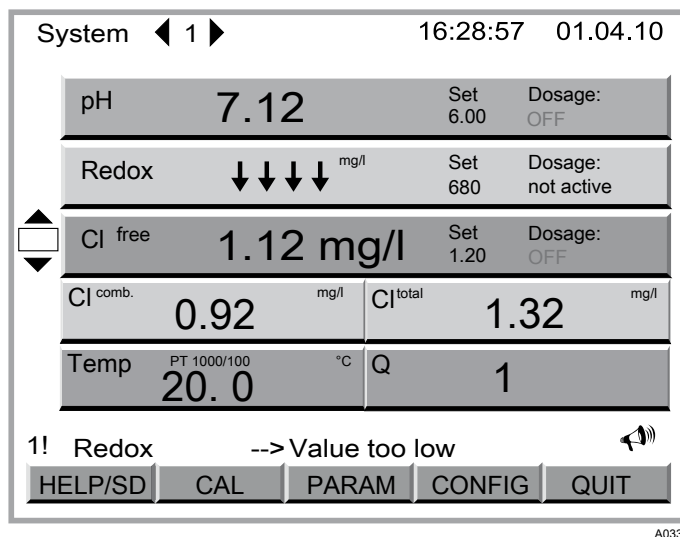 System 1 16:28:57 01.04.10
pH 7.12 Set 6.00 Dosage: OFF
Redox mg/l Set 680 Dosage: not active
Cl free 1.12 mg/l Set 1.20 Dosage: OFF
Cl comb. 0.92 mg/l Cl total 1.32 mg/l
Temp PT 1000/100 20. 0 °C Q 1
1! Redox --> Value too low
HELP/SD CAL PARAM CONFIG QUIT